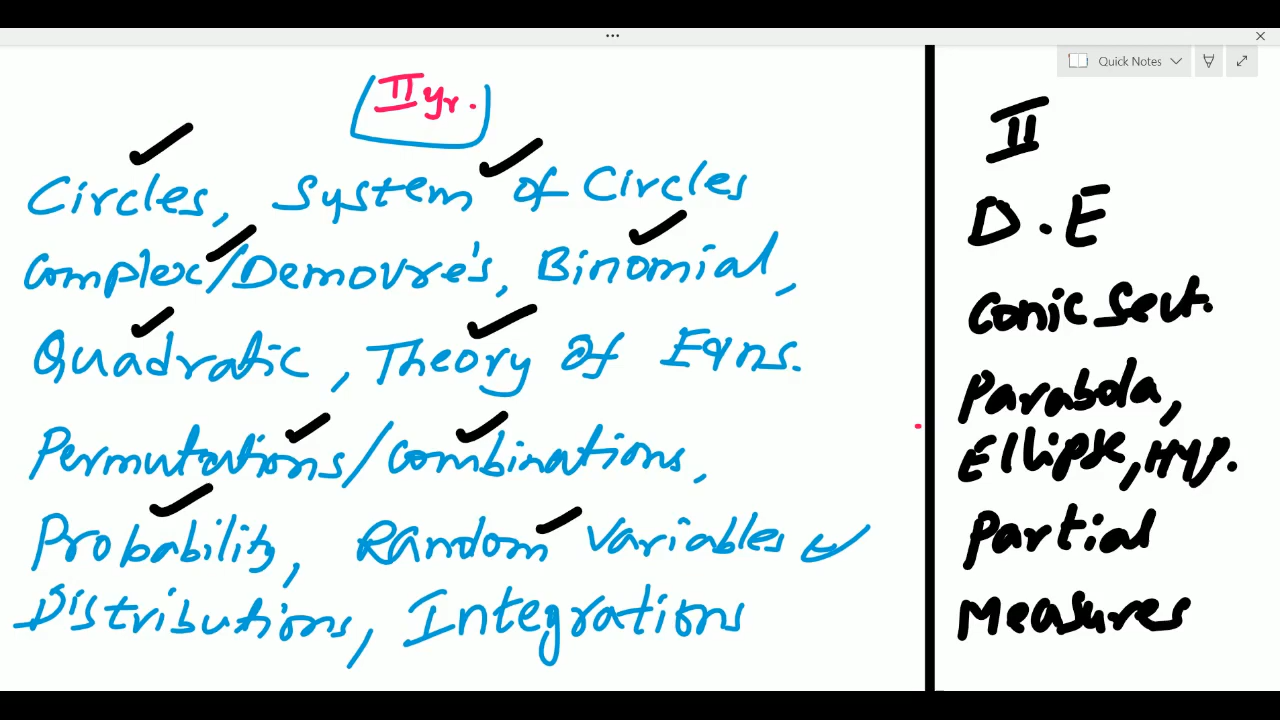 Quick Notes
II yr.
Circles, System of Circles
Complex/Demovre's, Binomial,
Quadratic, Theory of Eqns.
Permutations/Combinations,
Probability, Random Variables
Distributions, Integrations
II
D.E
Conic Sect.
Parabola,
Ellipse, Hyp.
Partial
Measures